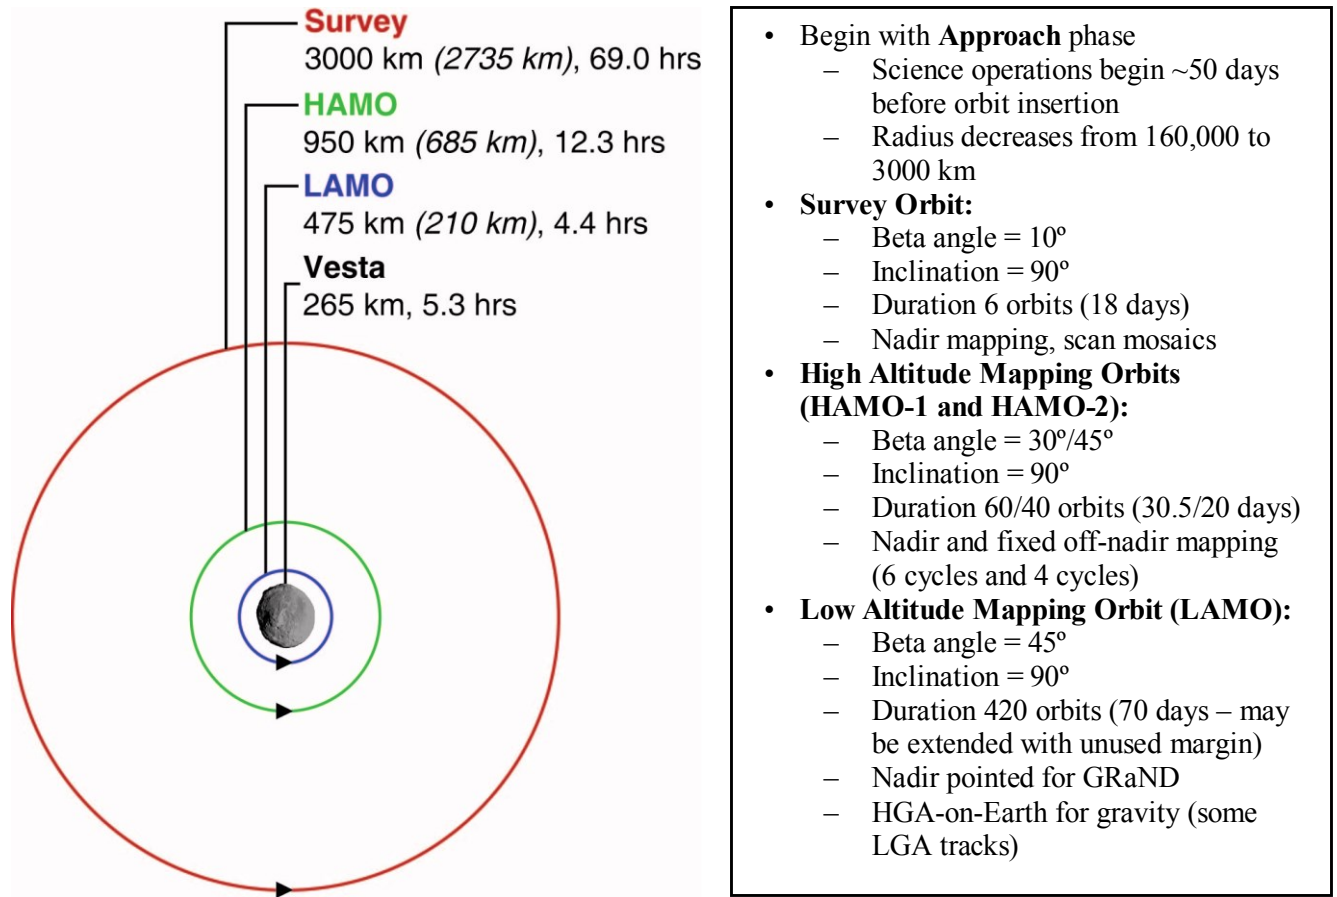 Survey
3000 km (2735 km), 69.0 hrs
HAMO
950 km (685 km), 12.3 hrs
LAMO
475 km (210 km), 4.4 hrs
Vesta
265 km, 5.3 hrs
• Begin with Approach phase
– Science operations begin ~50 days
before orbit insertion
– Radius decreases from 160,000 to
3000 km
• Survey Orbit:
– Beta angle = 10º
– Inclination = 90º
– Duration 6 orbits (18 days)
– Nadir mapping, scan mosaics
• High Altitude Mapping Orbits
(HAMO-1 and HAMO-2):
– Beta angle = 30º/45º
– Inclination = 90º
– Duration 60/40 orbits (30.5/20 days)
– Nadir and fixed off-nadir mapping
(6 cycles and 4 cycles)
• Low Altitude Mapping Orbit (LAMO):
– Beta angle = 45º
– Inclination = 90º
– Duration 420 orbits (70 days – may
be extended with unused margin)
– Nadir pointed for GRaND
– HGA-on-Earth for gravity (some
LGA tracks)